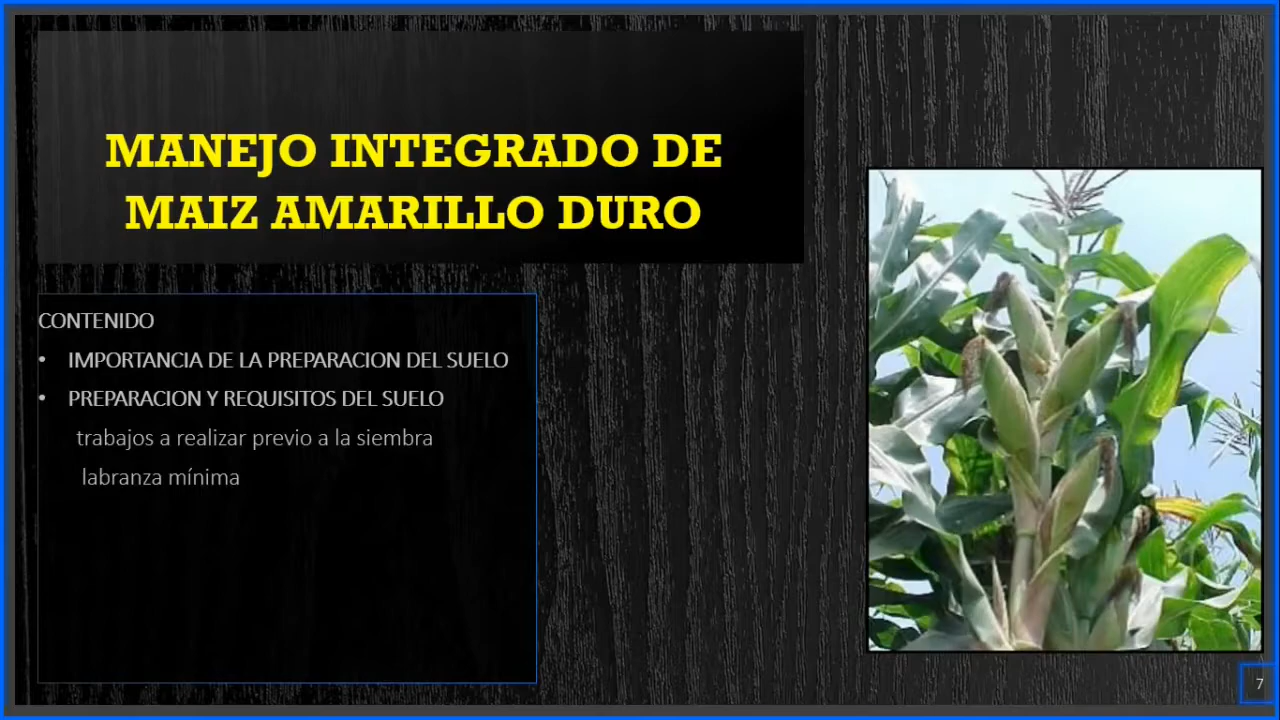 MANEJO INTEGRADO DE
MAIZ AMARILLO DURO
CONTENIDO
• IMPORTANCIA DE LA PREPARACION DEL SUELO
• PREPARACION Y REQUISITOS DEL SUELO
trabajos a realizar previo a la siembra
labranza mínima
7